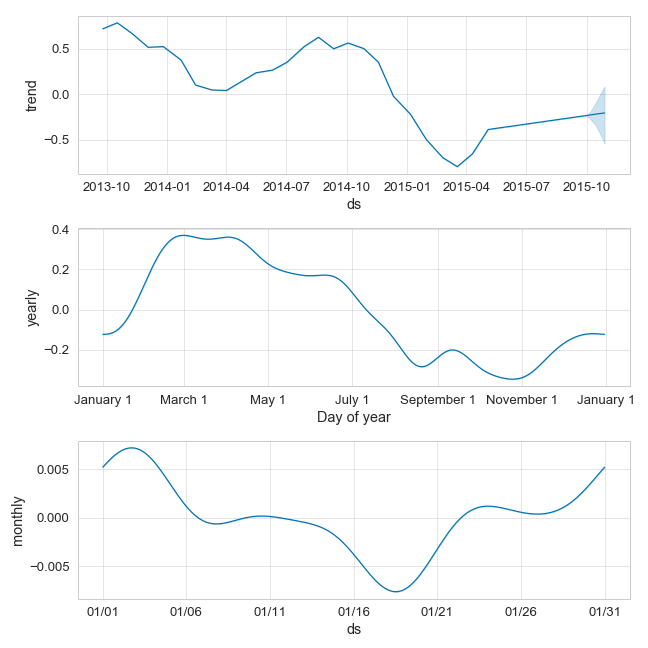 trend
0.5
0.0
−0.5
2013-10 2014-01 2014-04 2014-07 2014-10 2015-01 2015-04 2015-07 2015-10
ds
yearly
0.4
0.2
0.0
−0.2
January 1 March 1 May 1 July 1 September 1 November 1 January 1
Day of year
monthly
0.005
0.000
−0.005
01/01 01/06 01/11 01/16 01/21 01/26 01/31
ds